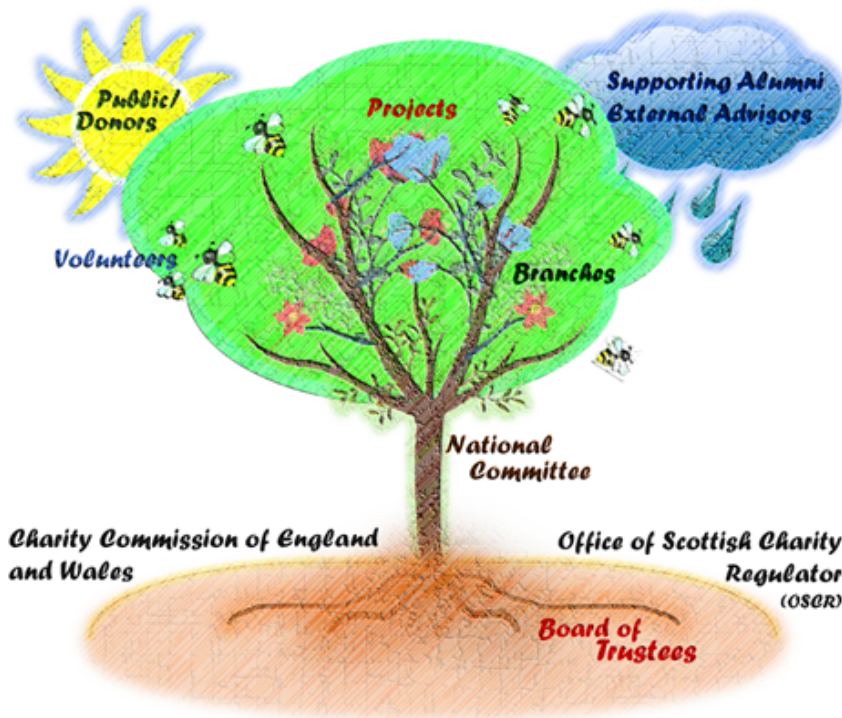 Public/
Donors
Projects
Supporting Alumni
External Advisors
Volunteers
Branches
National
Committee
Charity Commission of England
and Wales
Office of Scottish Charity
Regulator
(OSCR)
Board of
Trustees